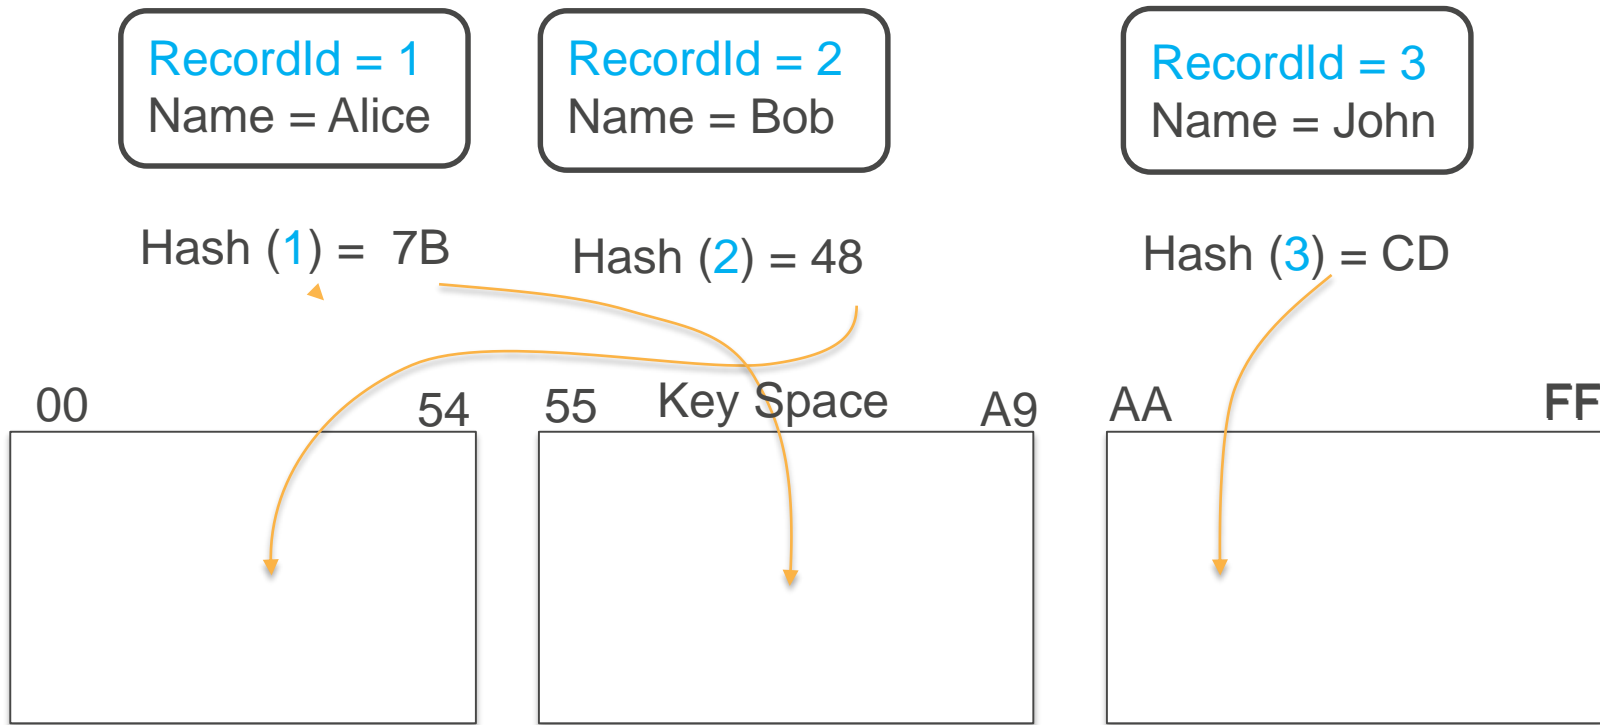 RecordId = 1
Name = Alice
RecordId = 2
Name = Bob
RecordId = 3
Name = John
Hash (1) = 7B
Hash (2) = 48
Hash (3) = CD
00
54
55
Key Space
A9
AA
FF